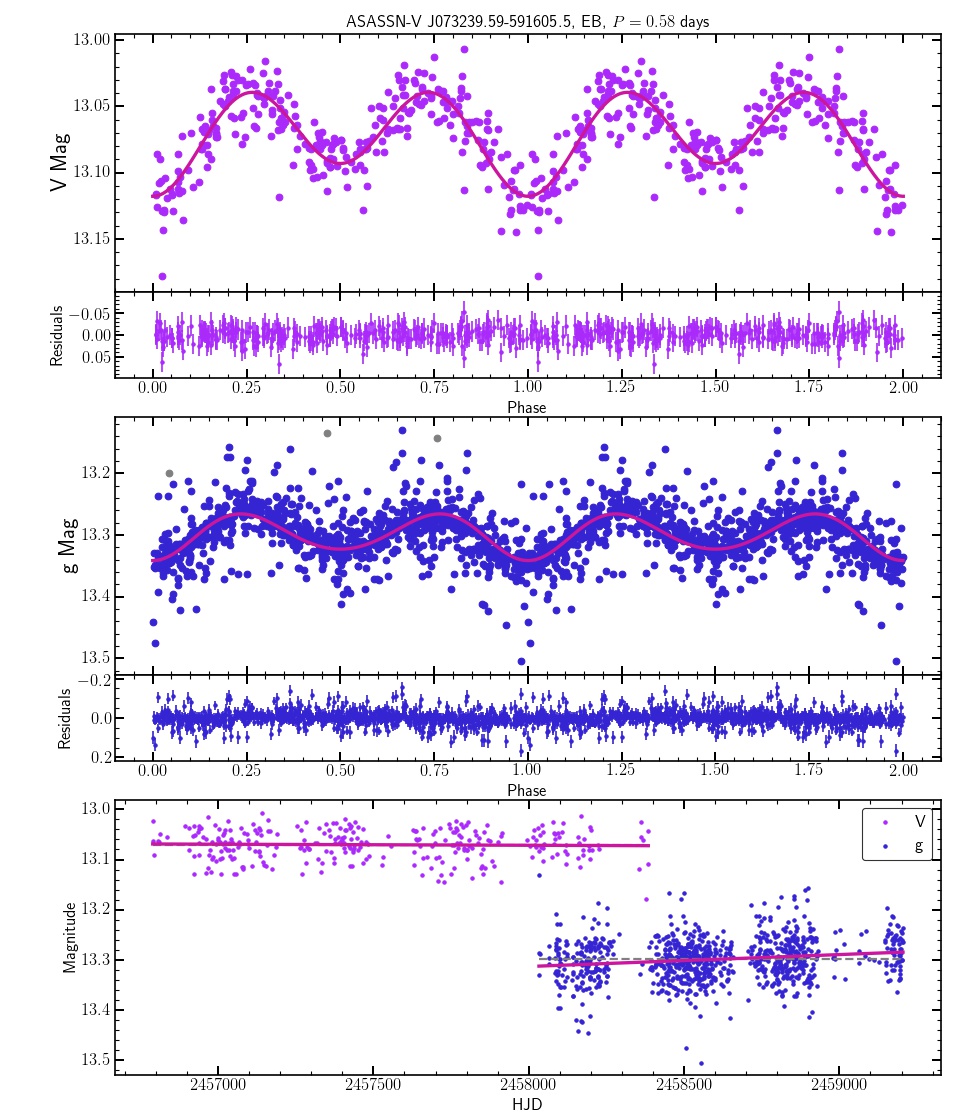 ASASSN-V J073239.59-591605.5, EB, P = 0.58 days
13.00
13.05
13.10
13.15
V Mag
−0.05
0.00
0.05
Residuals
0.00 0.25 0.50 0.75 1.00 1.25 1.50 1.75 2.00
Phase
13.2
13.3
13.4
13.5
g Mag
−0.2
0.0
0.2
Residuals
0.00 0.25 0.50 0.75 1.00 1.25 1.50 1.75 2.00
Phase
13.0
13.1
13.2
13.3
13.4
13.5
Magnitude
V
g
2457000 2457500 2458000 2458500 2459000
HJD